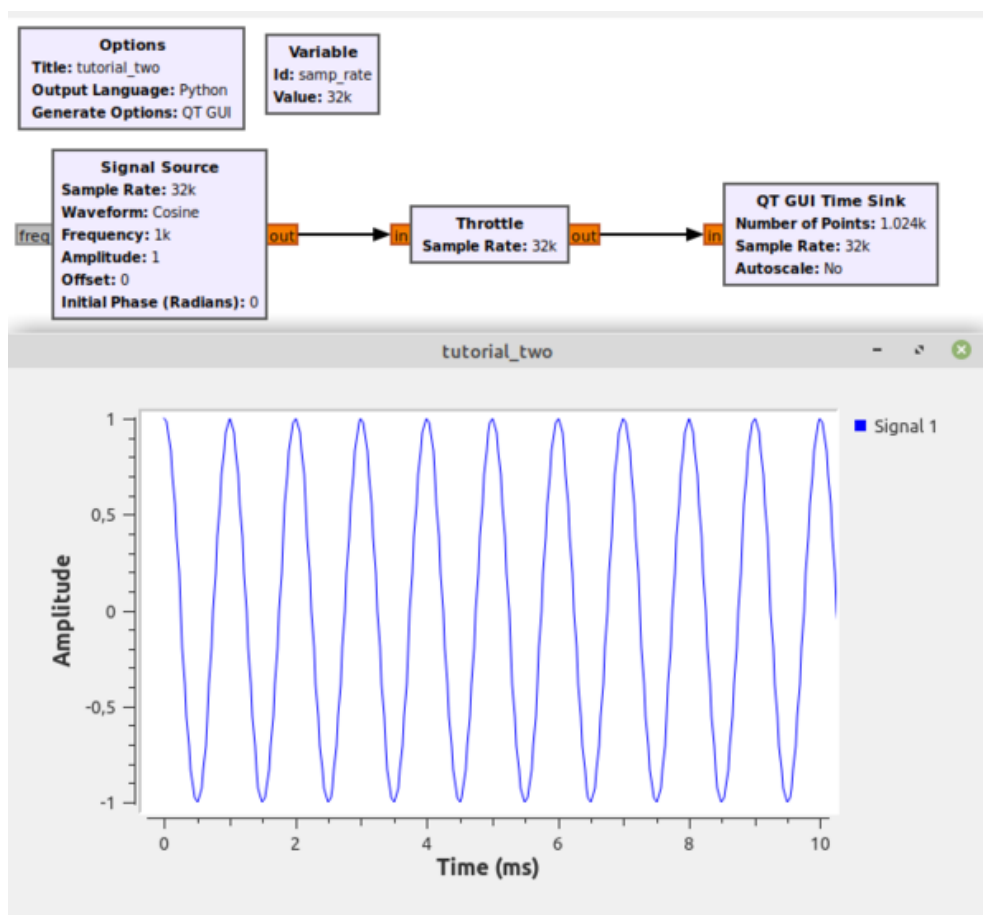 Options
Title: tutorial_two
Output Language: Python
Generate Options: QT GUI
Variable
Id: samp_rate
Value: 32k
Signal Source
Sample Rate: 32k
Waveform: Cosine
Frequency: 1k
Amplitude: 1
Offset: 0
Initial Phase (Radians): 0
freq
out
in
Throttle
Sample Rate: 32k
out
in
QT GUI Time Sink
Number of Points: 1.024k
Sample Rate: 32k
Autoscale: No
tutorial_two
Signal 1
Amplitude
1
0,5
0
-0,5
-1
0 2 4 6 8 10
Time (ms)